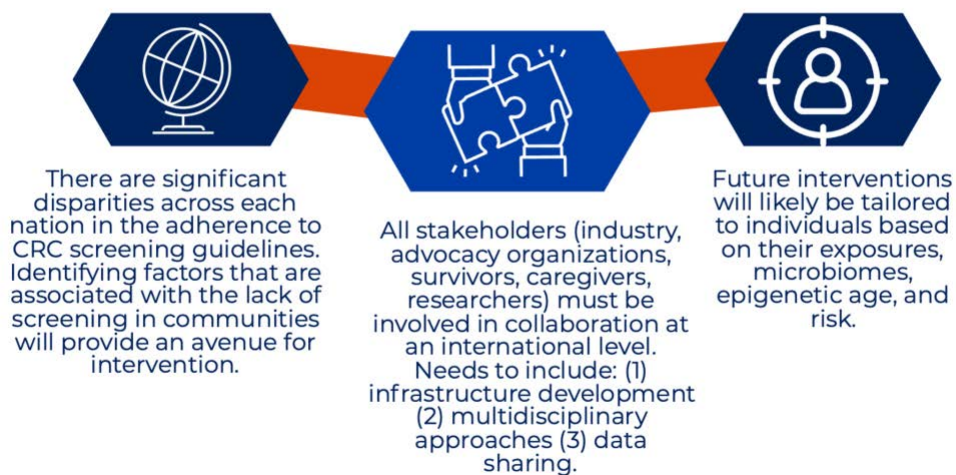 There are significant
disparities across each
nation in the adherence to
CRC screening guidelines.
Identifying factors that are
associated with the lack of
screening in communities
will provide an avenue for
intervention.
All stakeholders (industry,
advocacy organizations,
survivors, caregivers,
researchers) must be
involved in collaboration at
an international level.
Needs to include: (1)
infrastructure development
(2) multidisciplinary
approaches (3) data
sharing.
Future interventions
will likely be tailored
to individuals based
on their exposures,
microbiomes,
epigenetic age, and
risk.